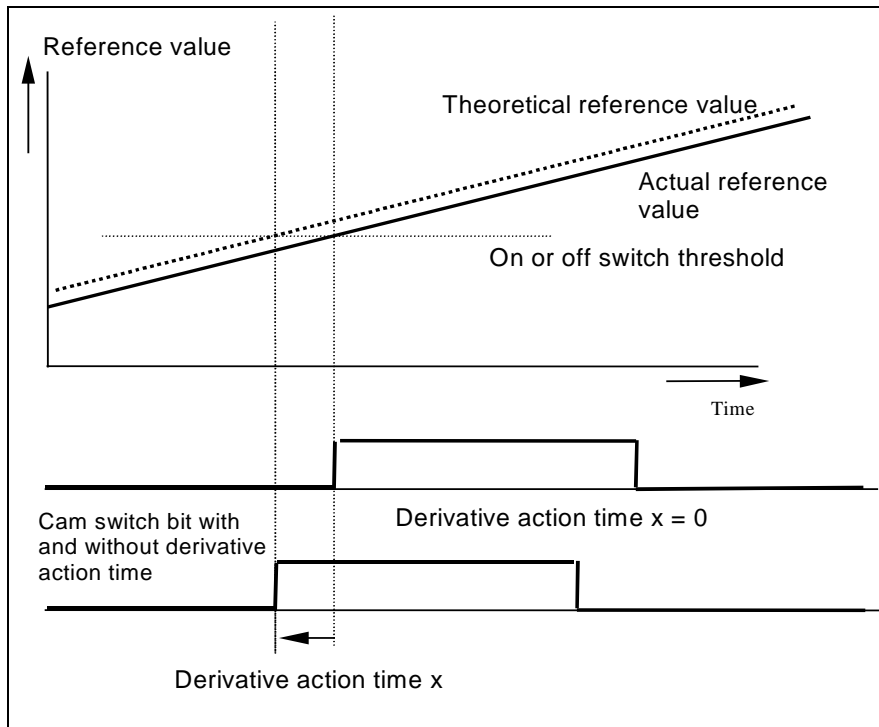 Reference value
Theoretical reference value
Actual reference
value
On or off switch threshold
Time
Cam switch bit with
and without derivative
action time
Derivative action time x = 0
Derivative action time x